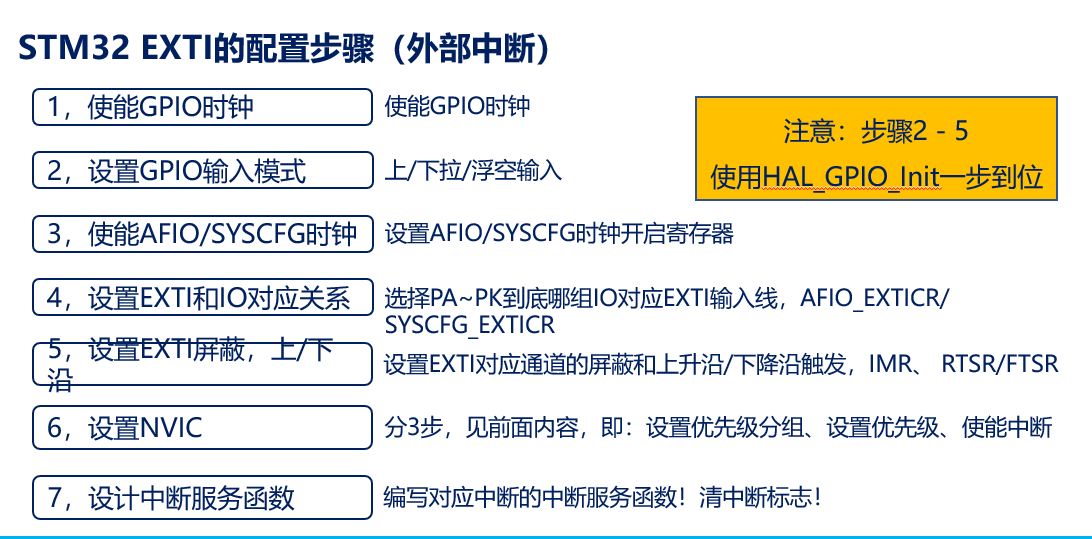 STM32 EXTI的配置步骤（外部中断）
1，使能GPIO时钟
使能GPIO时钟
注意：步骤2 - 5
使用HAL_GPIO_Init一步到位
2，设置GPIO输入模式
上/下拉/浮空输入
3，使能AFIO/SYSCFG时钟
设置AFIO/SYSCFG时钟开启寄存器
4，设置EXTI和IO对应关系
选择PA~PK到底哪组IO对应EXTI输入线，AFIO_EXTICR/
SYSCFG_EXTICR
5，设置EXTI屏蔽，上/下
沿
设置EXTI对应通道的屏蔽和上升沿/下降沿触发，IMR、 RTSR/FTSR
6，设置NVIC
分3步，见前面内容，即：设置优先级分组、设置优先级、使能中断
7，设计中断服务函数
编写对应中断的中断服务函数！清中断标志！